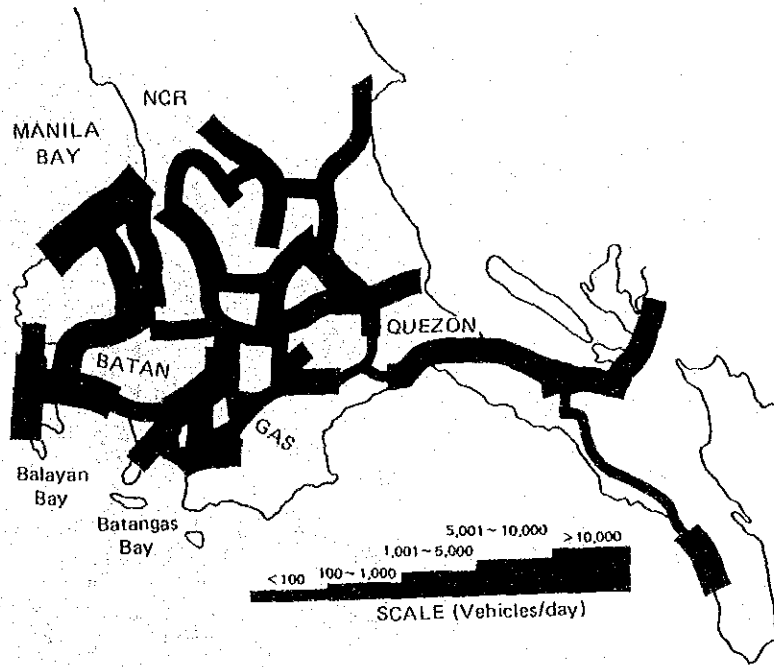 NCR
MANILA
BAY
QUEZON
BATAN
GAS
Balayan
Bay
Batangas
Bay
<100
100~1,000
1,001~5,000
5,001~10,000
>10,000
SCALE (Vehicles/day)